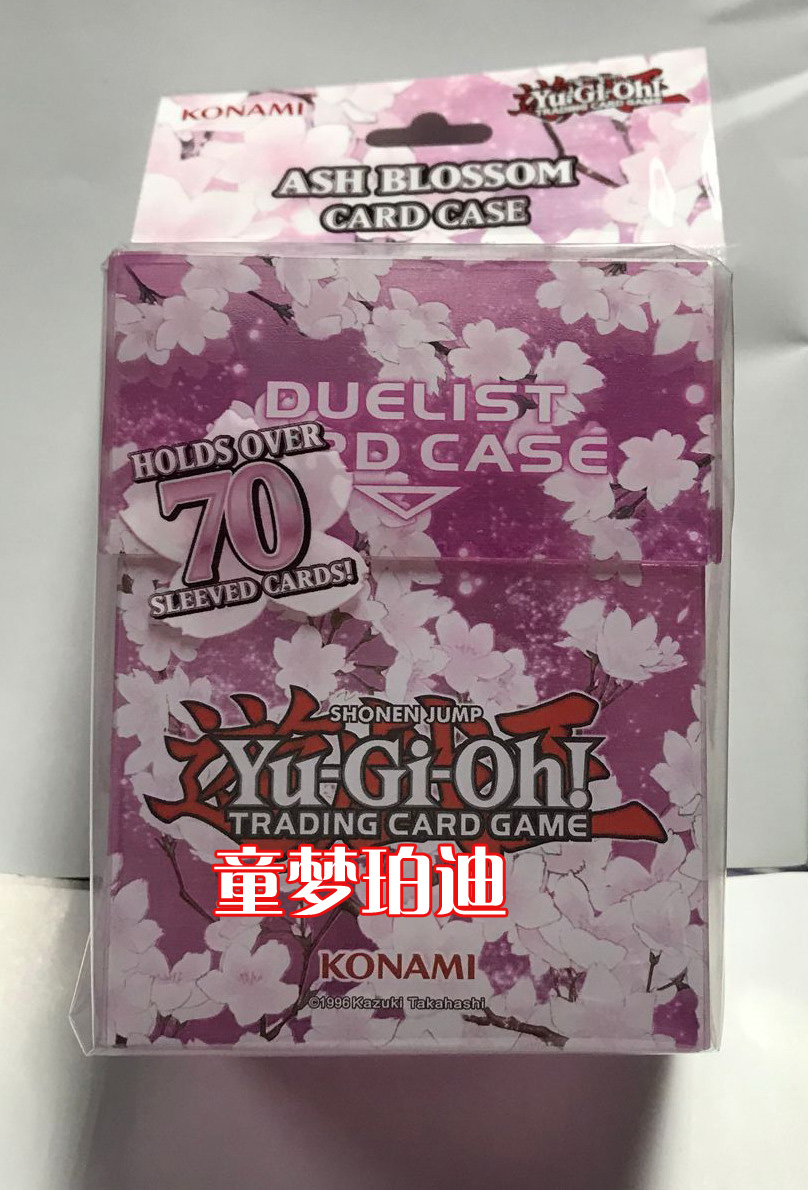 KONAMI
Yu-Gi-Oh!
TRADING CARD GAME
ASH BLOSSOM
CARD CASE
DUELIST
RD CASE
HOLDS OVER
70
SLEEVED CARDS!
SHONEN JUMP
Yu-Gi-Oh!
TRADING CARD GAME
童梦珀迪
KONAMI
©1996 Kazuki Takahashi